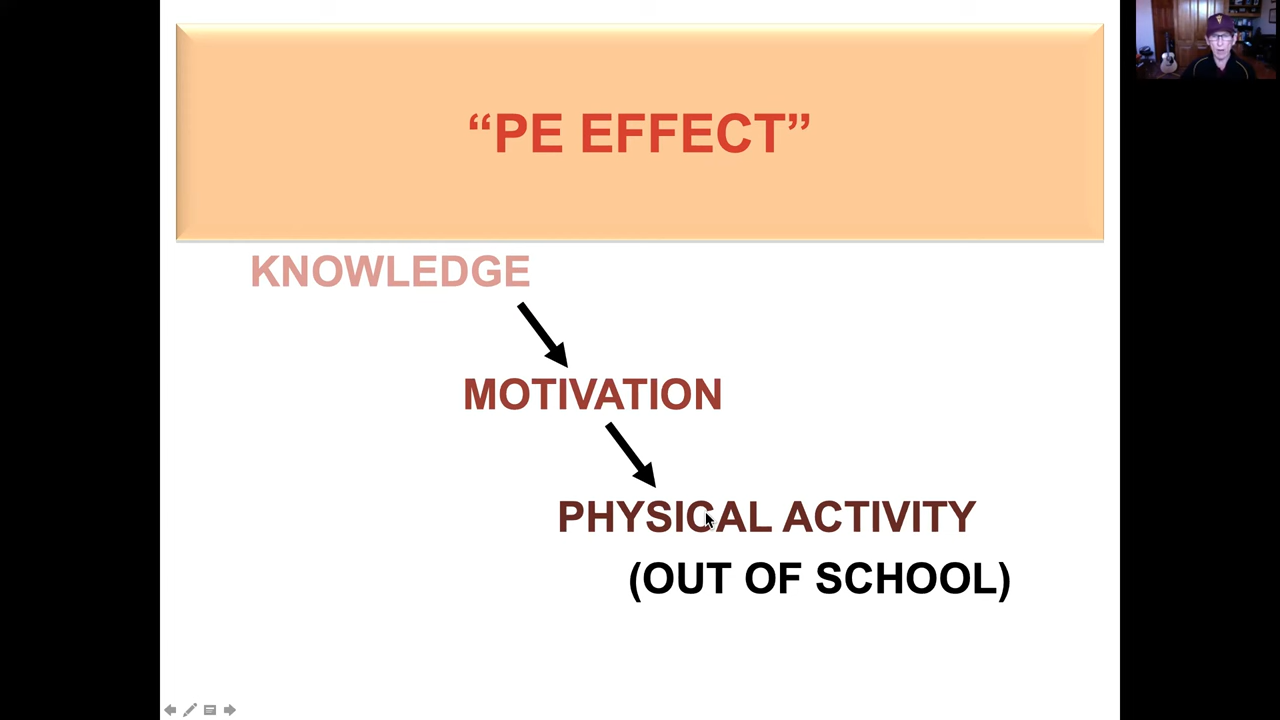 “PE EFFECT”
KNOWLEDGE
MOTIVATION
PHYSICAL ACTIVITY
(OUT OF SCHOOL)